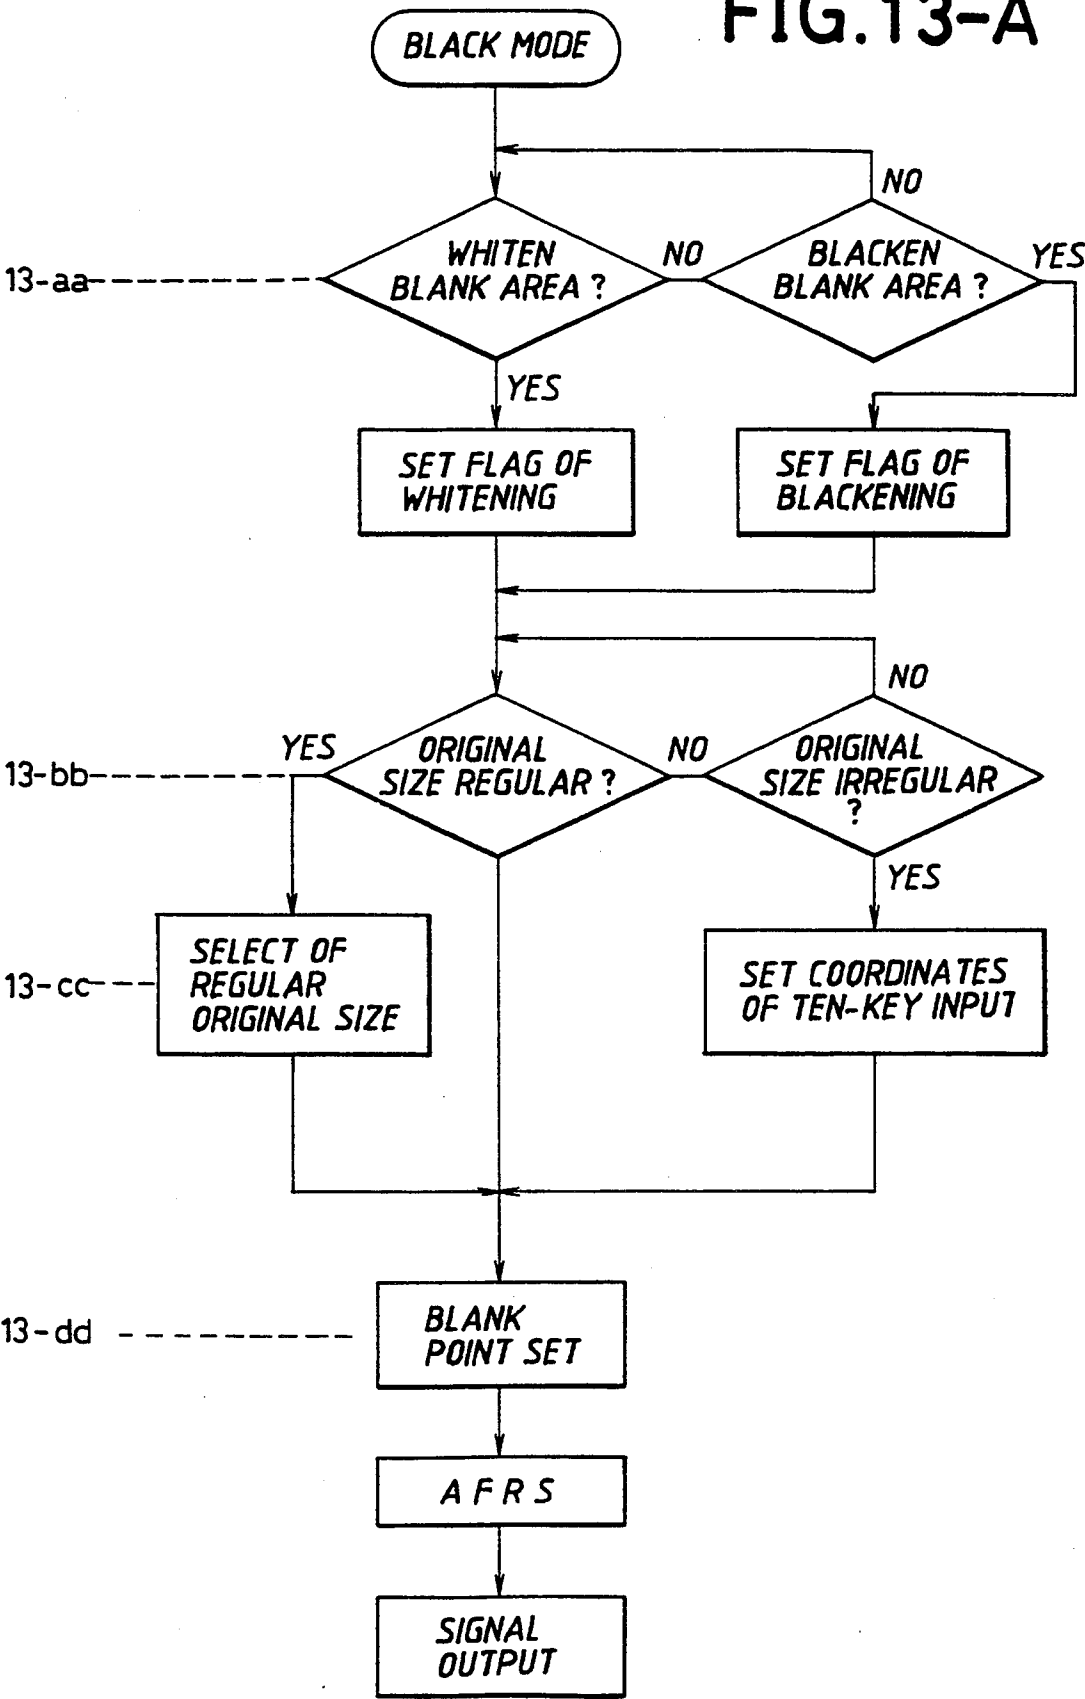 FIG.13-A
BLACK MODE
NO
WHITEN
BLANK AREA ?
NO
BLACKEN
BLANK AREA ?
YES
13-aa
YES
SET FLAG OF
WHITENING
SET FLAG OF
BLACKENING
NO
YES
ORIGINAL
SIZE REGULAR ?
NO
ORIGINAL
SIZE IRREGULAR
?
13-bb
YES
SELECT OF
REGULAR
ORIGINAL SIZE
13-cc
SET COORDINATES
OF TEN-KEY INPUT
13-dd
BLANK
POINT SET
A F R S
SIGNAL
OUTPUT